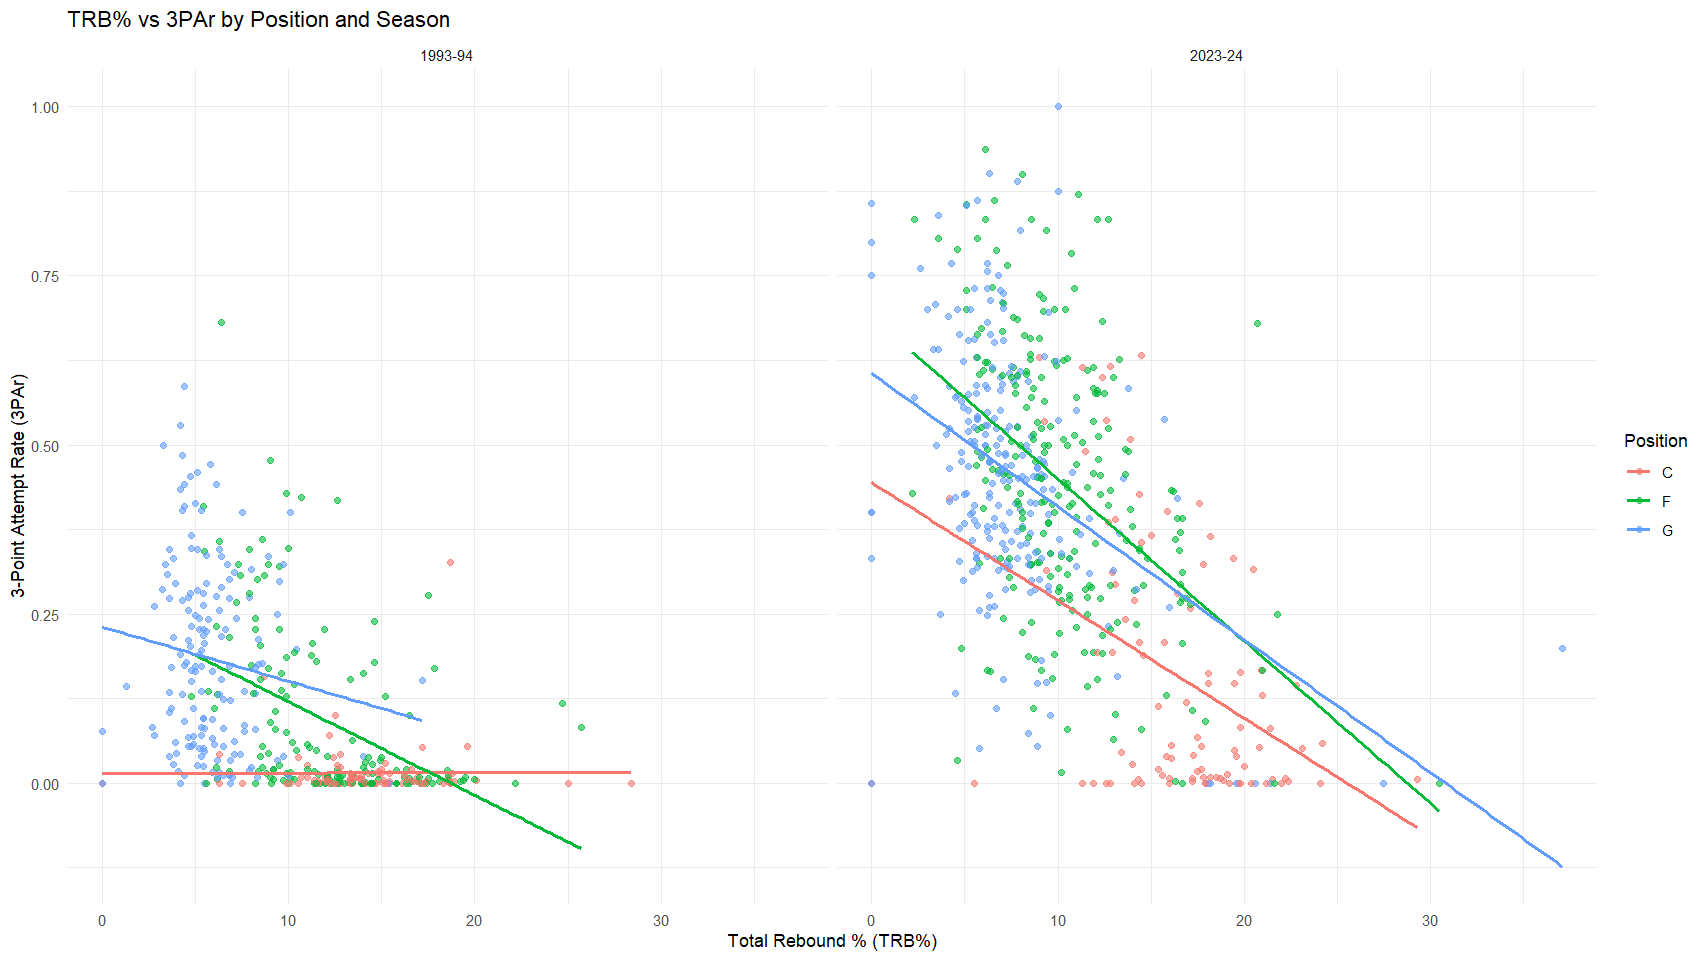 TRB% vs 3PAr by Position and Season
1993-94
2023-24
1.00
0.75
0.50
0.25
0.00
3-Point Attempt Rate (3PAr)
0
10
20
30
0
10
20
30
Total Rebound % (TRB%)
Position
C
F
G